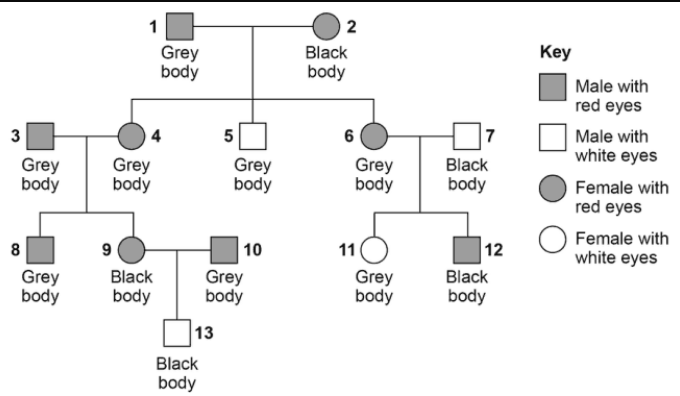 1
2
Grey
body
Black
body
Key
Male with
red eyes
Male with
white eyes
Female with
red eyes
Female with
white eyes
3
4
5
6
7
Grey
body
Grey
body
Grey
body
Grey
body
Black
body
8
9
10
11
12
Grey
body
Black
body
Grey
body
Grey
body
Black
body
13
Black
body